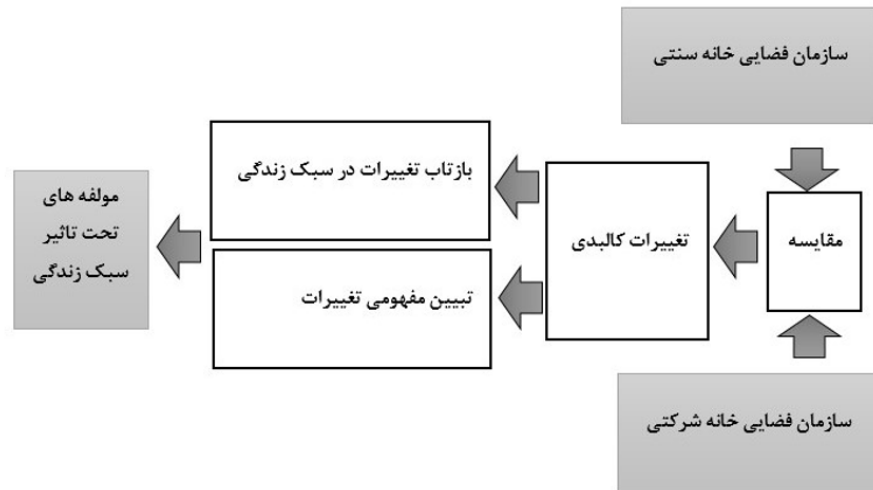 سازمان فضایی خانه سنتی
مقایسه
سازمان فضایی خانه شرکتی
تغییرات کالبدی
بازتاب تغییرات در سبک زندگی
تبیین مفهومی تغییرات
مولفه های
تحت تاثیر
سبک زندگی